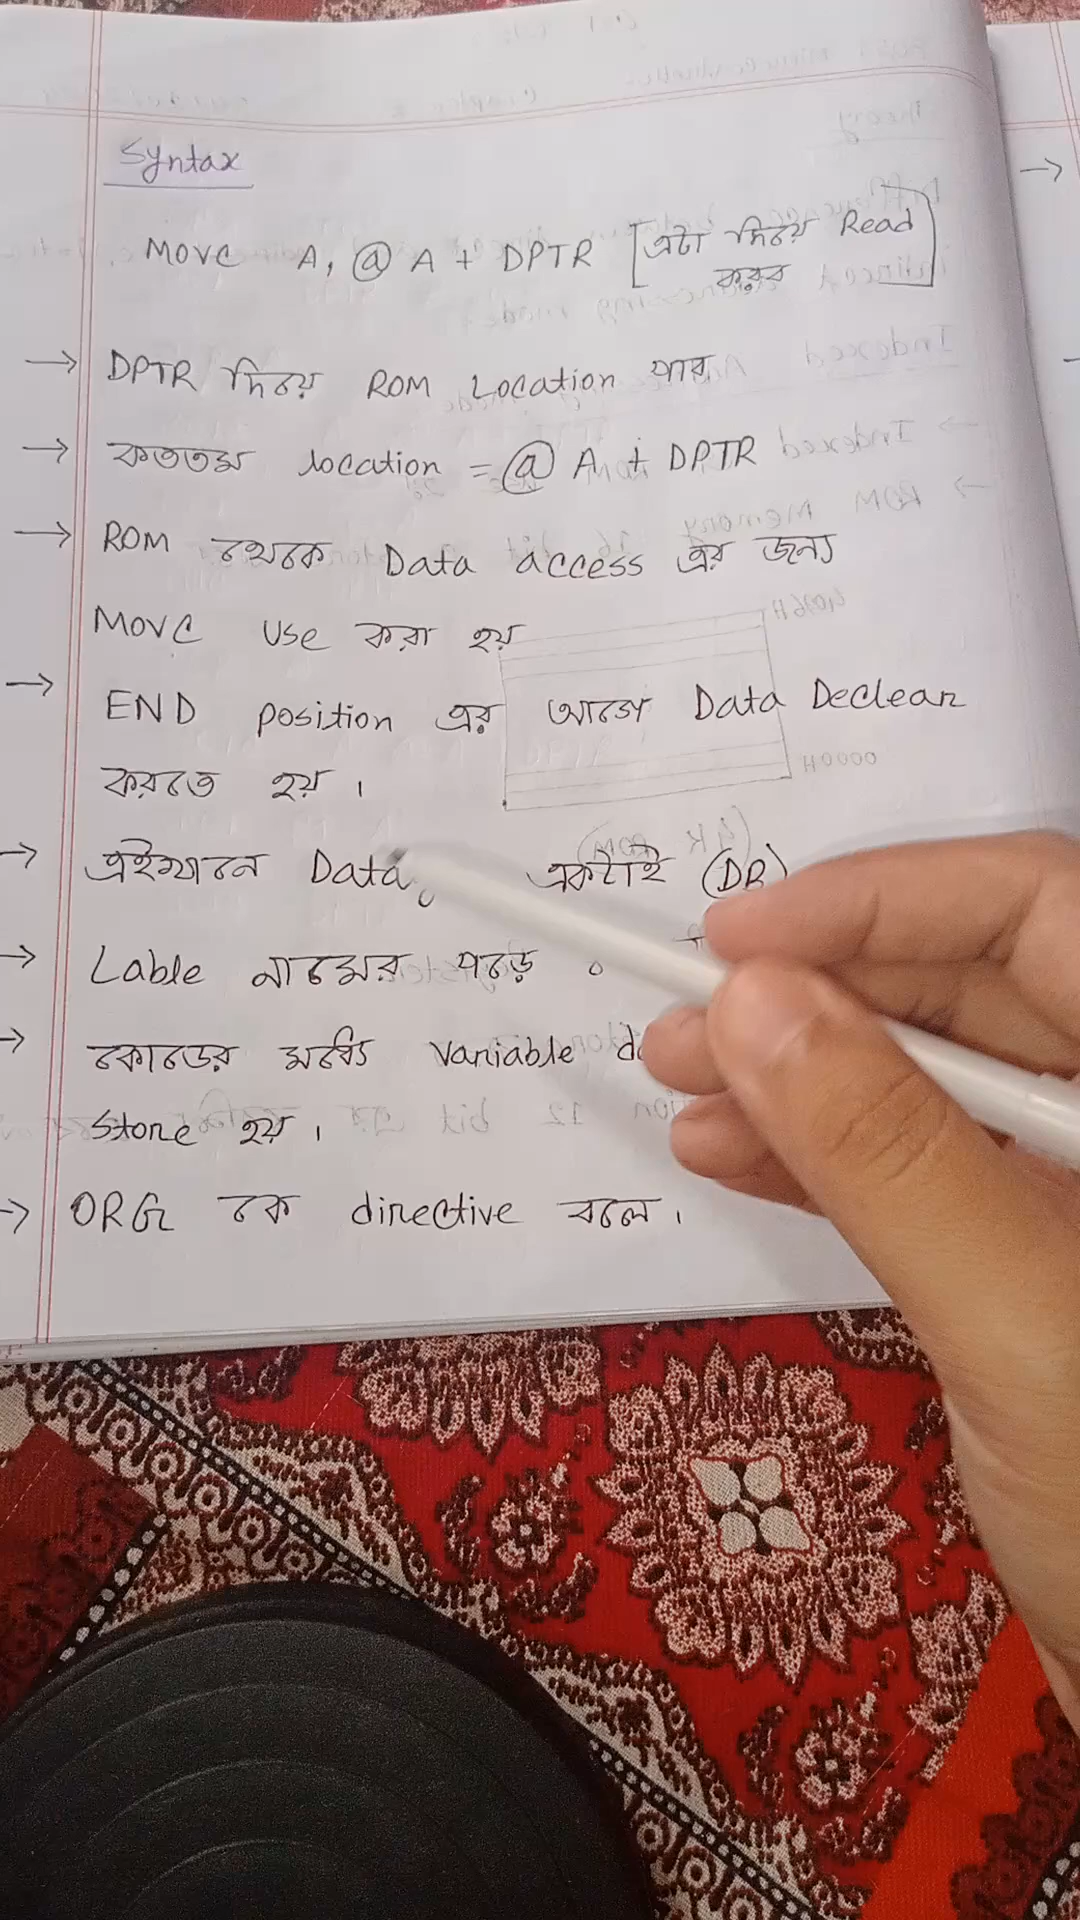 Syntax
MOVC A, @ A + DPTR [এটা দিয়ে Read
করব]
→ DPTR দিয়ে ROM Location পাব
→ কততম location = @ A + DPTR
→ ROM থেকে Data access এর জন্য
MOVC use করা হয়
→ END position এর আগে Data Declear
করতে হয়।
→ এইখানে Data একটাই (DB)
→ Lable নামের পড়ে
→ কোডের মধ্যে variable
store হয়।
→ ORG কে directive বলে।